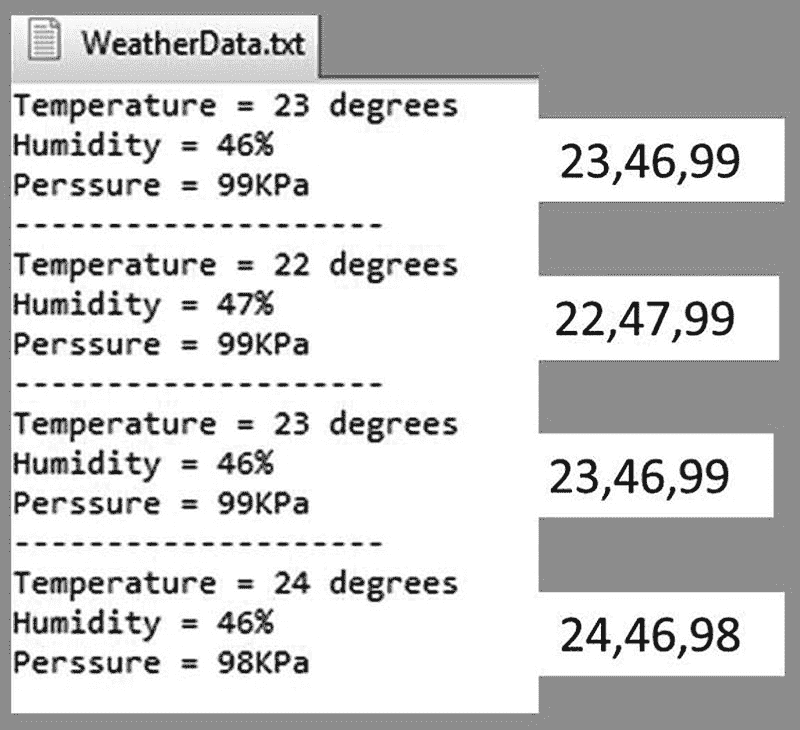 WeatherData.txt
Temperature = 23 degrees
Humidity = 46%
Perssure = 99KPa
23,46,99
---------------------
Temperature = 22 degrees
Humidity = 47%
Perssure = 99KPa
22,47,99
---------------------
Temperature = 23 degrees
Humidity = 46%
Perssure = 99KPa
23,46,99
---------------------
Temperature = 24 degrees
Humidity = 46%
Perssure = 98KPa
24,46,98